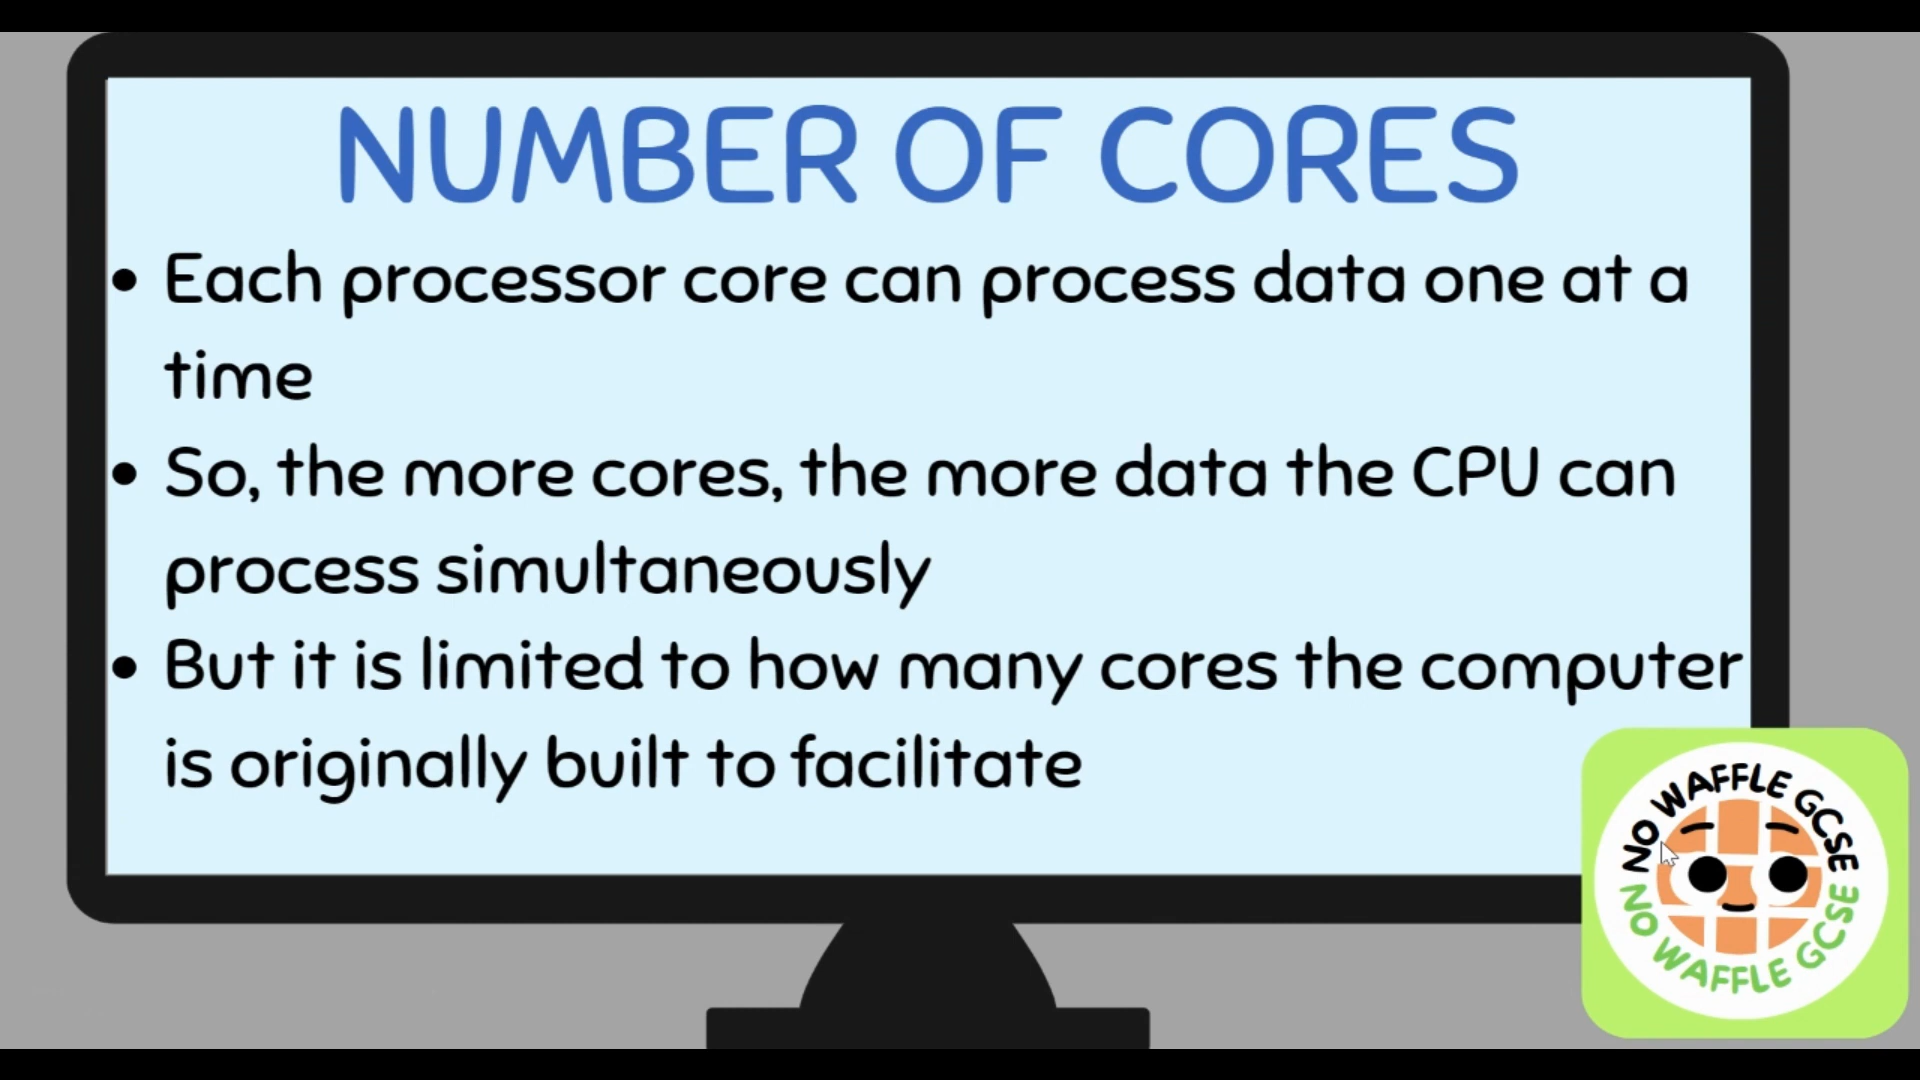 NUMBER OF CORES
• Each processor core can process data one at a
time
• So, the more cores, the more data the CPU can
process simultaneously
• But it is limited to how many cores the computer
is originally built to facilitate
NO WAFFLE GCSE
NO WAFFLE GCSE